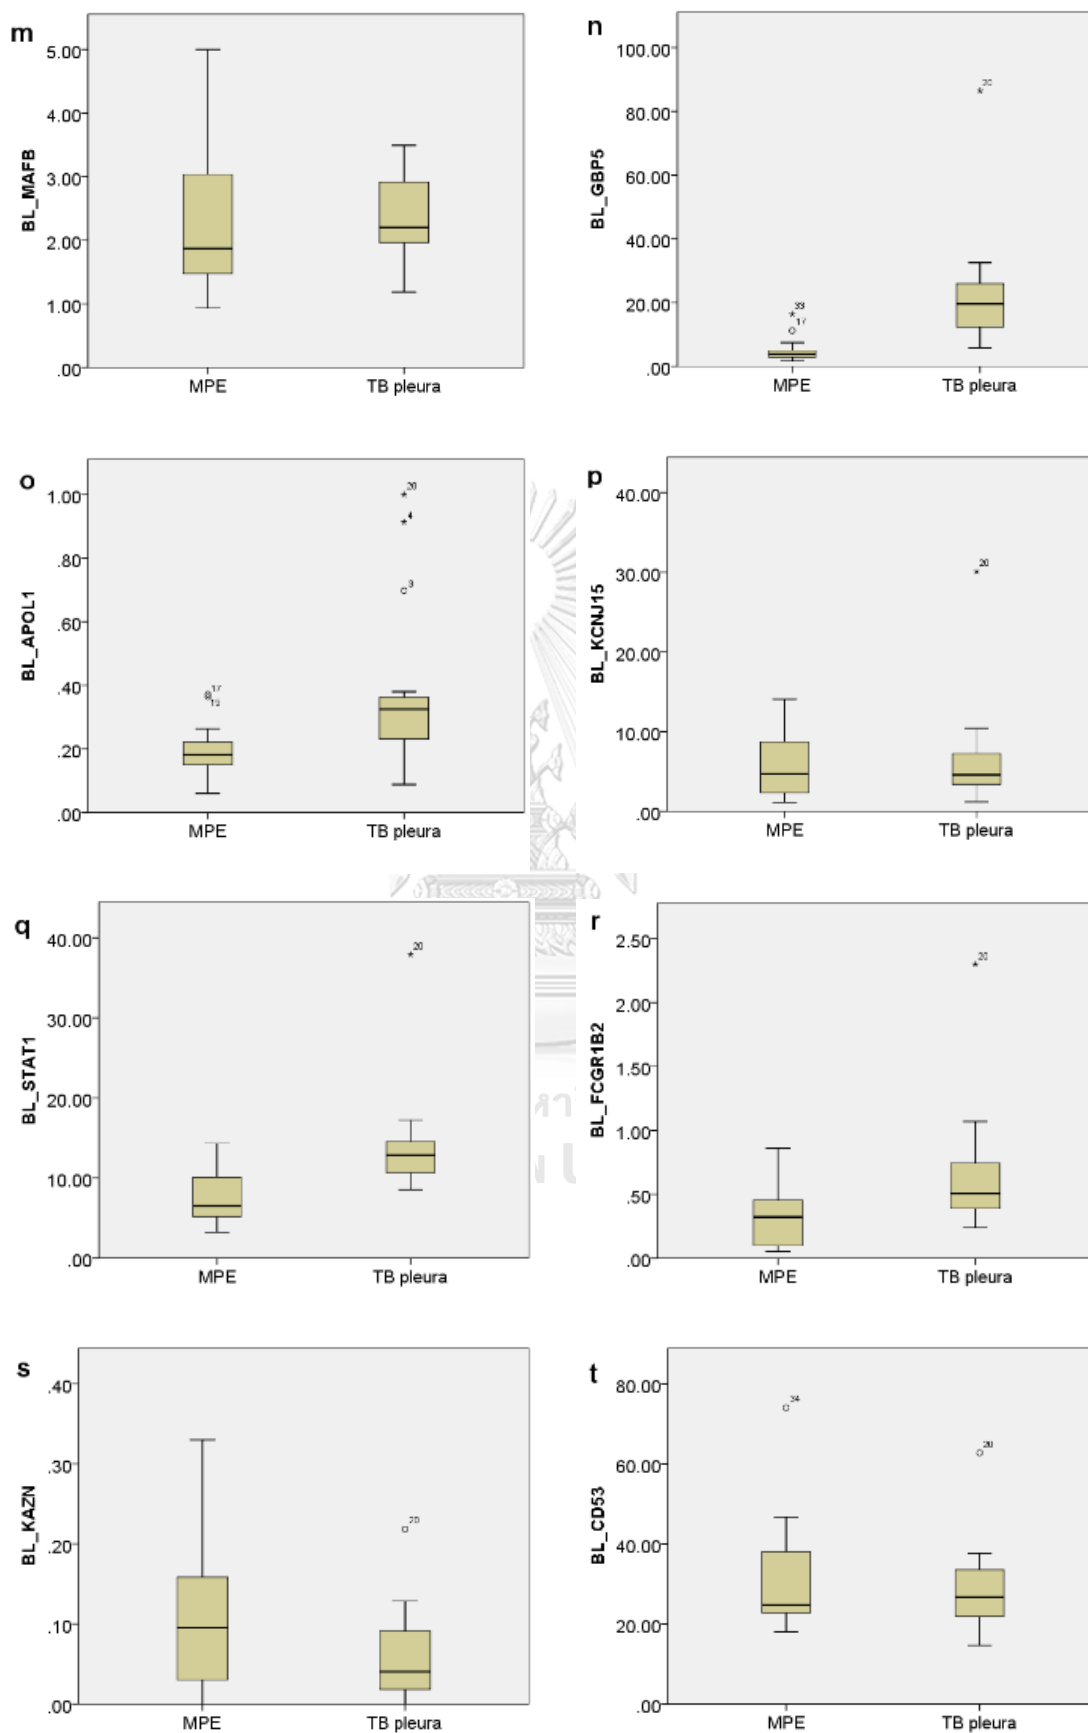 m
BL_MAFB
5.00
4.00
3.00
2.00
1.00
.00
MPE
TB pleura
n
BL_GBP5
100.00
80.00
60.00
40.00
20.00
.00
33
17
20
MPE
TB pleura
o
BL_APOL1
1.00
.80
.60
.40
.20
.00
17
20
4
3
MPE
TB pleura
p
BL_KCNJ15
40.00
30.00
20.00
10.00
.00
20
MPE
TB pleura
q
BL_STAT1
40.00
30.00
20.00
10.00
.00
20
MPE
TB pleura
r
BL_FCGR1B2
2.50
2.00
1.50
1.00
.50
.00
20
MPE
TB pleura
s
BL_KAZN
.40
.30
.20
.10
.00
20
MPE
TB pleura
t
BL_CD53
80.00
60.00
40.00
20.00
.00
34
20
MPE
TB pleura